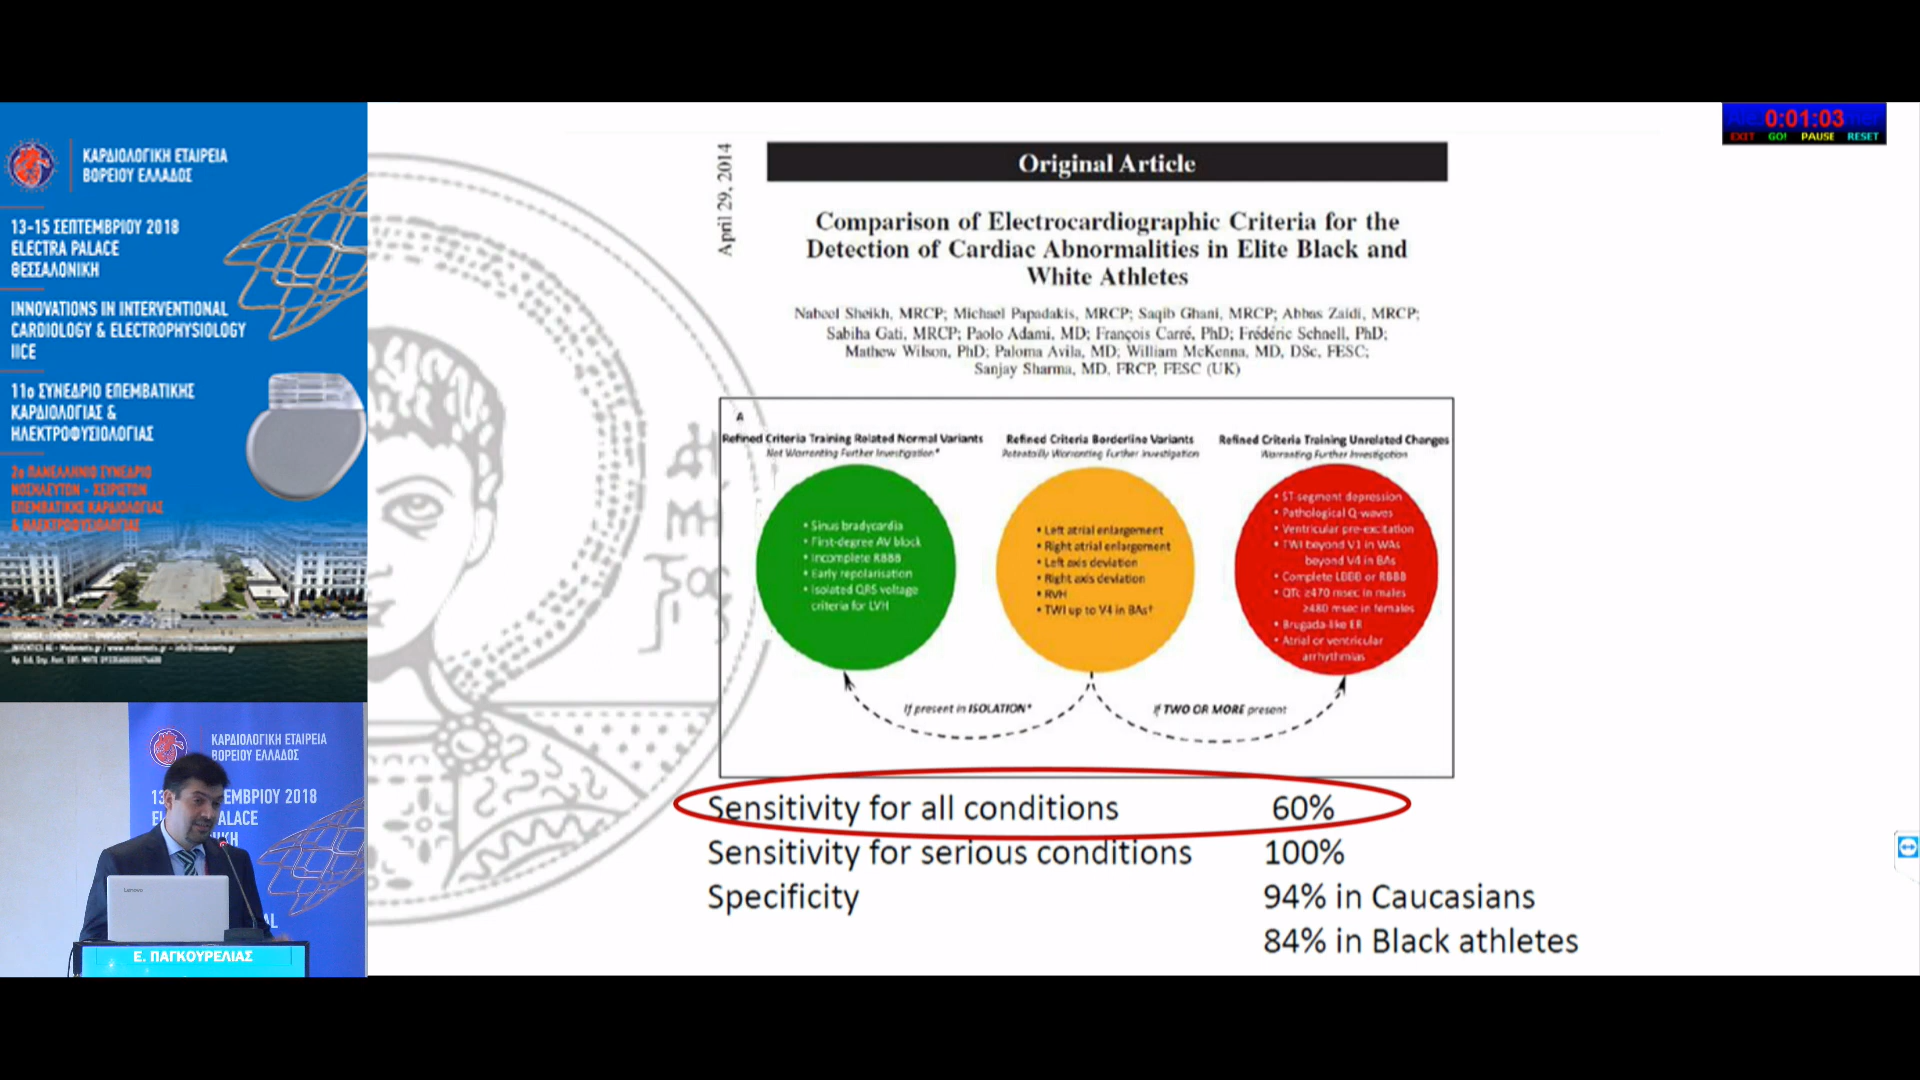 ΚΑΡΔΙΟΛΟΓΙΚΗ ΕΤΑΙΡΕΙΑ
ΒΟΡΕΙΟΥ ΕΛΛΑΔΟΣ
13-15 ΣΕΠΤΕΜΒΡΙΟΥ 2018
ELECTRA PALACE
ΘΕΣΣΑΛΟΝΙΚΗ
INNOVATIONS IN INTERVENTIONAL
CARDIOLOGY & ELECTROPHYSIOLOGY
IICE
11ο ΣΥΝΕΔΡΙΟ ΕΠΕΜΒΑΤΙΚΗΣ
ΚΑΡΔΙΟΛΟΓΙΑΣ &
ΗΛΕΚΤΡΟΦΥΣΙΟΛΟΓΙΑΣ
2ο ΠΑΝΕΛΛΗΝΙΟ ΣΥΝΕΔΡΙΟ
ΝΟΣΗΛΕΥΤΩΝ - ΧΕΙΡΙΣΤΩΝ
ΕΠΕΜΒΑΤΙΚΗΣ ΚΑΡΔΙΟΛΟΓΙΑΣ
& ΗΛΕΚΤΡΟΦΥΣΙΟΛΟΓΙΑΣ
ΚΑΡΔΙΟΛΟΓΙΚΗ ΕΤΑΙΡΕΙΑ
ΒΟΡΕΙΟΥ ΕΛΛΑΔΟΣ
13 ΕΜΒΡΙΟΥ 2018
ALACE
Lenovo
Ε. ΠΑΓΚΟΥΡΕΛΙΑΣ
0:01:03
EXIT GO! PAUSE RESET
April 29, 2014
Original Article
Comparison of Electrocardiographic Criteria for the
Detection of Cardiac Abnormalities in Elite Black and
White Athletes
Nabeel Sheikh, MRCP; Michael Papadakis, MRCP; Saqib Ghani, MRCP; Abbas Zaidi, MRCP;
Sabiha Gati, MRCP; Paolo Adami, MD; François Carré, PhD; Frédéric Schnell, PhD;
Mathew Wilson, PhD; Paloma Avila, MD; William McKenna, MD, DSc, FESC;
Sanjay Sharma, MD, FRCP, FESC (UK)
A
Refined Criteria Training Related Normal Variants
Not Warranting Further Investigation*
• Sinus bradycardia
• First-degree AV block
• Incomplete RBBB
• Early repolarisation
• Isolated QRS voltage
criteria for LVH
Refined Criteria Borderline Variants
Potentially Warranting Further Investigation
• Left atrial enlargement
• Right atrial enlargement
• Left axis deviation
• Right axis deviation
• RVH
• TWI up to V4 in BAs†
Refined Criteria Training Unrelated Changes
Warranting Further Investigation
• ST-segment depression
• Pathological Q-waves
• Ventricular pre-excitation
• TWI beyond V1 in WAs
beyond V4 in BAs
• Complete LBBB or RBBB
• QTc ≥470 msec in males
≥480 msec in females
• Brugada-like ER
• Atrial or ventricular
arrhythmias
If present in ISOLATION*
If TWO OR MORE present
Sensitivity for all conditions 60%
Sensitivity for serious conditions 100%
Specificity 94% in Caucasians
84% in Black athletes